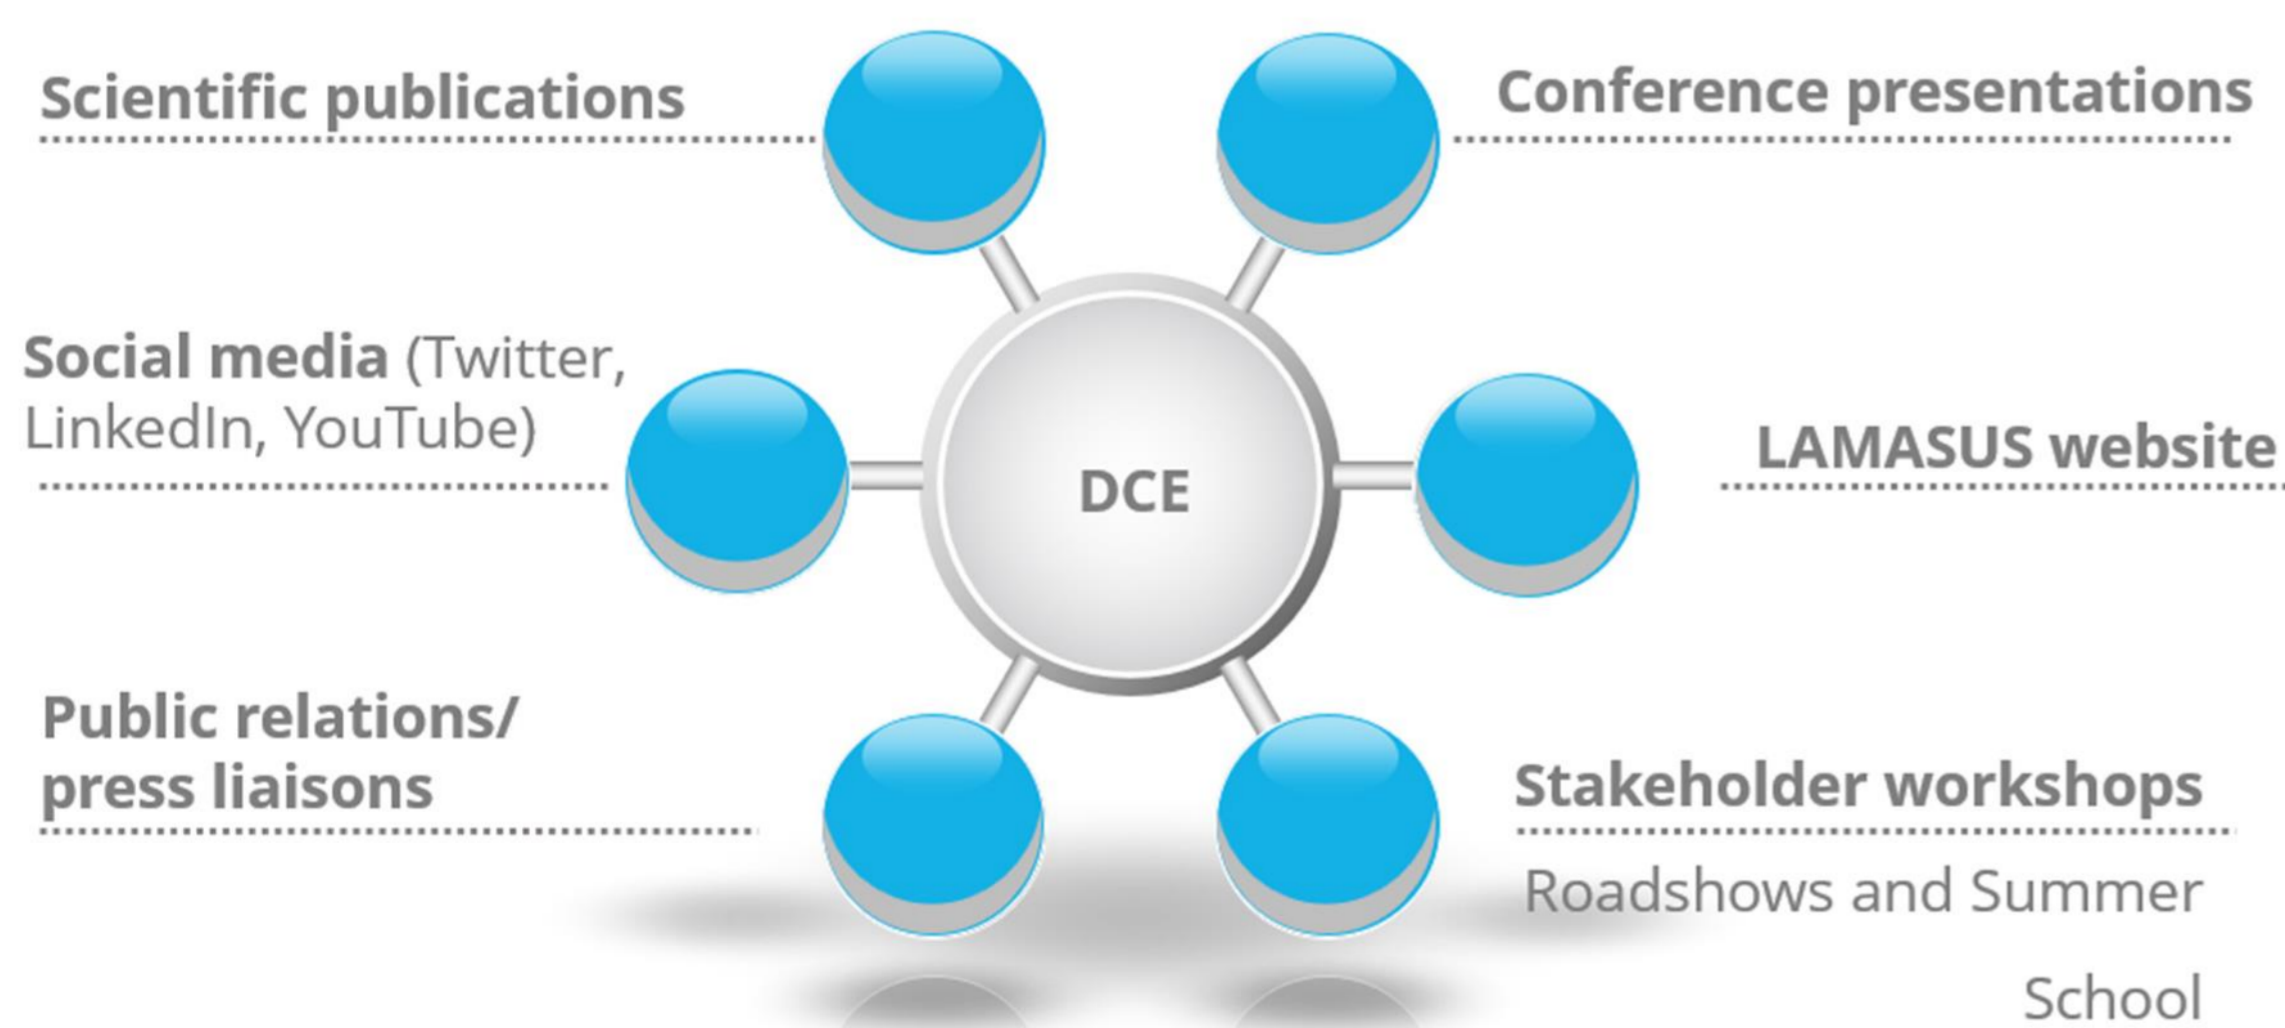 Scientific publications
Conference presentations
Social media (Twitter,
LinkedIn, YouTube)
DCE
LAMASUS website
Public relations/
press liaisons
Stakeholder workshops
Roadshows and Summer
School